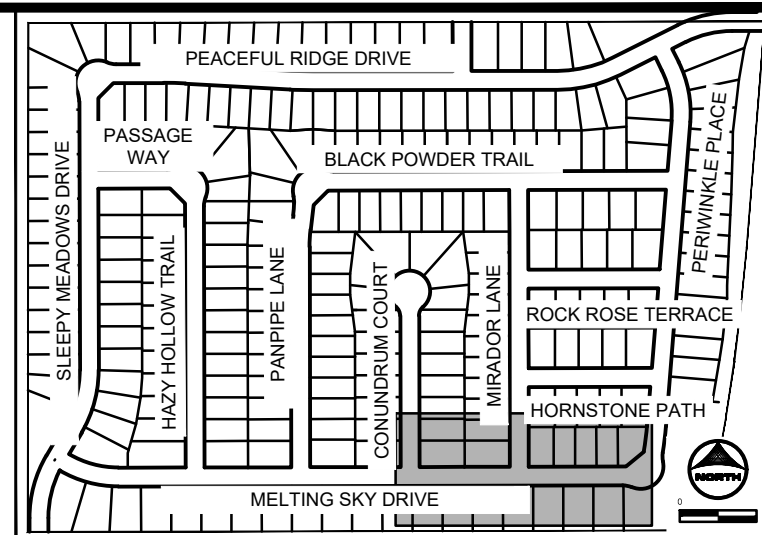 PEACEFUL RIDGE DRIVE
PASSAGE
WAY
BLACK POWDER TRAIL
SLEEPY MEADOWS DRIVE
HAZY HOLLOW TRAIL
PANPIPE LANE
CONUNDRUM COURT
MIRADOR LANE
PERIWINKLE PLACE
ROCK ROSE TERRACE
HORNSTONE PATH
MELTING SKY DRIVE
NORTH
0